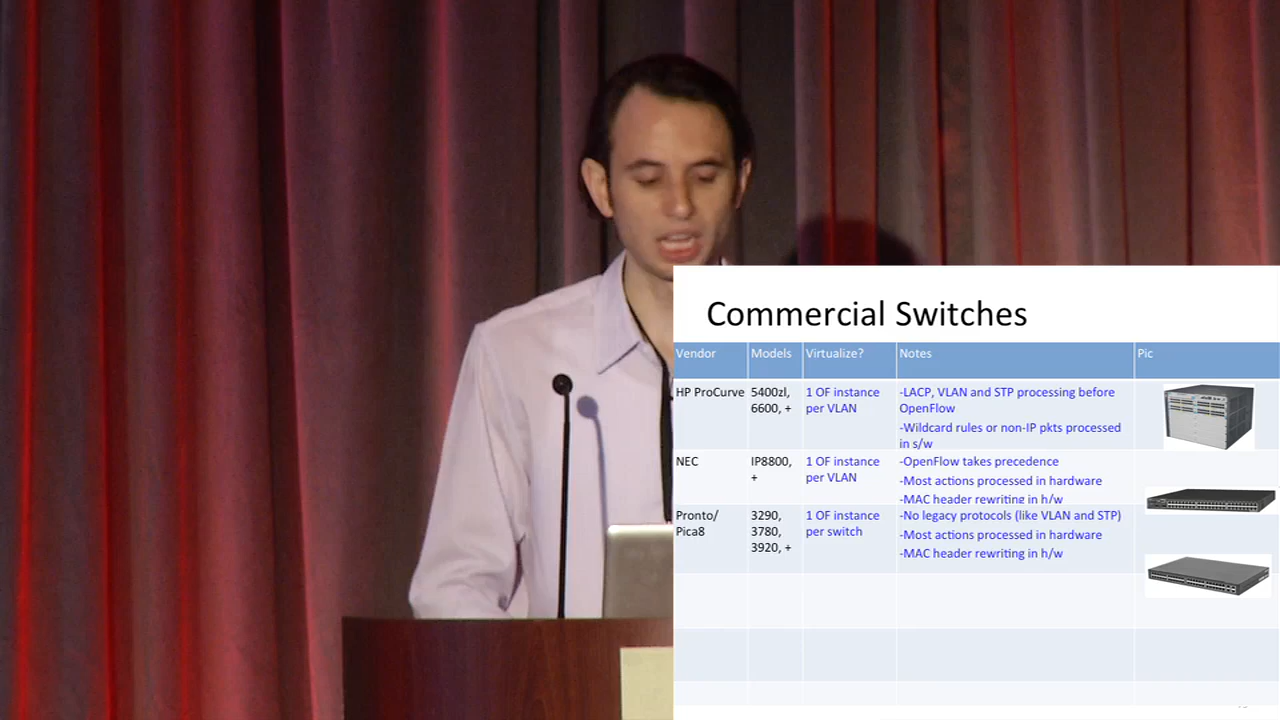 Commercial Switches
Vendor Models Virtualize? Notes Pic
HP ProCurve 5400zl, 1 OF instance -LACP, VLAN and STP processing before
6600, + per VLAN OpenFlow
-Wildcard rules or non-IP pkts processed
in s/w
NEC IP8800, 1 OF instance -OpenFlow takes precedence
+ per VLAN -Most actions processed in hardware
-MAC header rewriting in h/w
Pronto/ 3290, 1 OF instance -No legacy protocols (like VLAN and STP)
Pica8 3780, per switch -Most actions processed in hardware
3920, + -MAC header rewriting in h/w